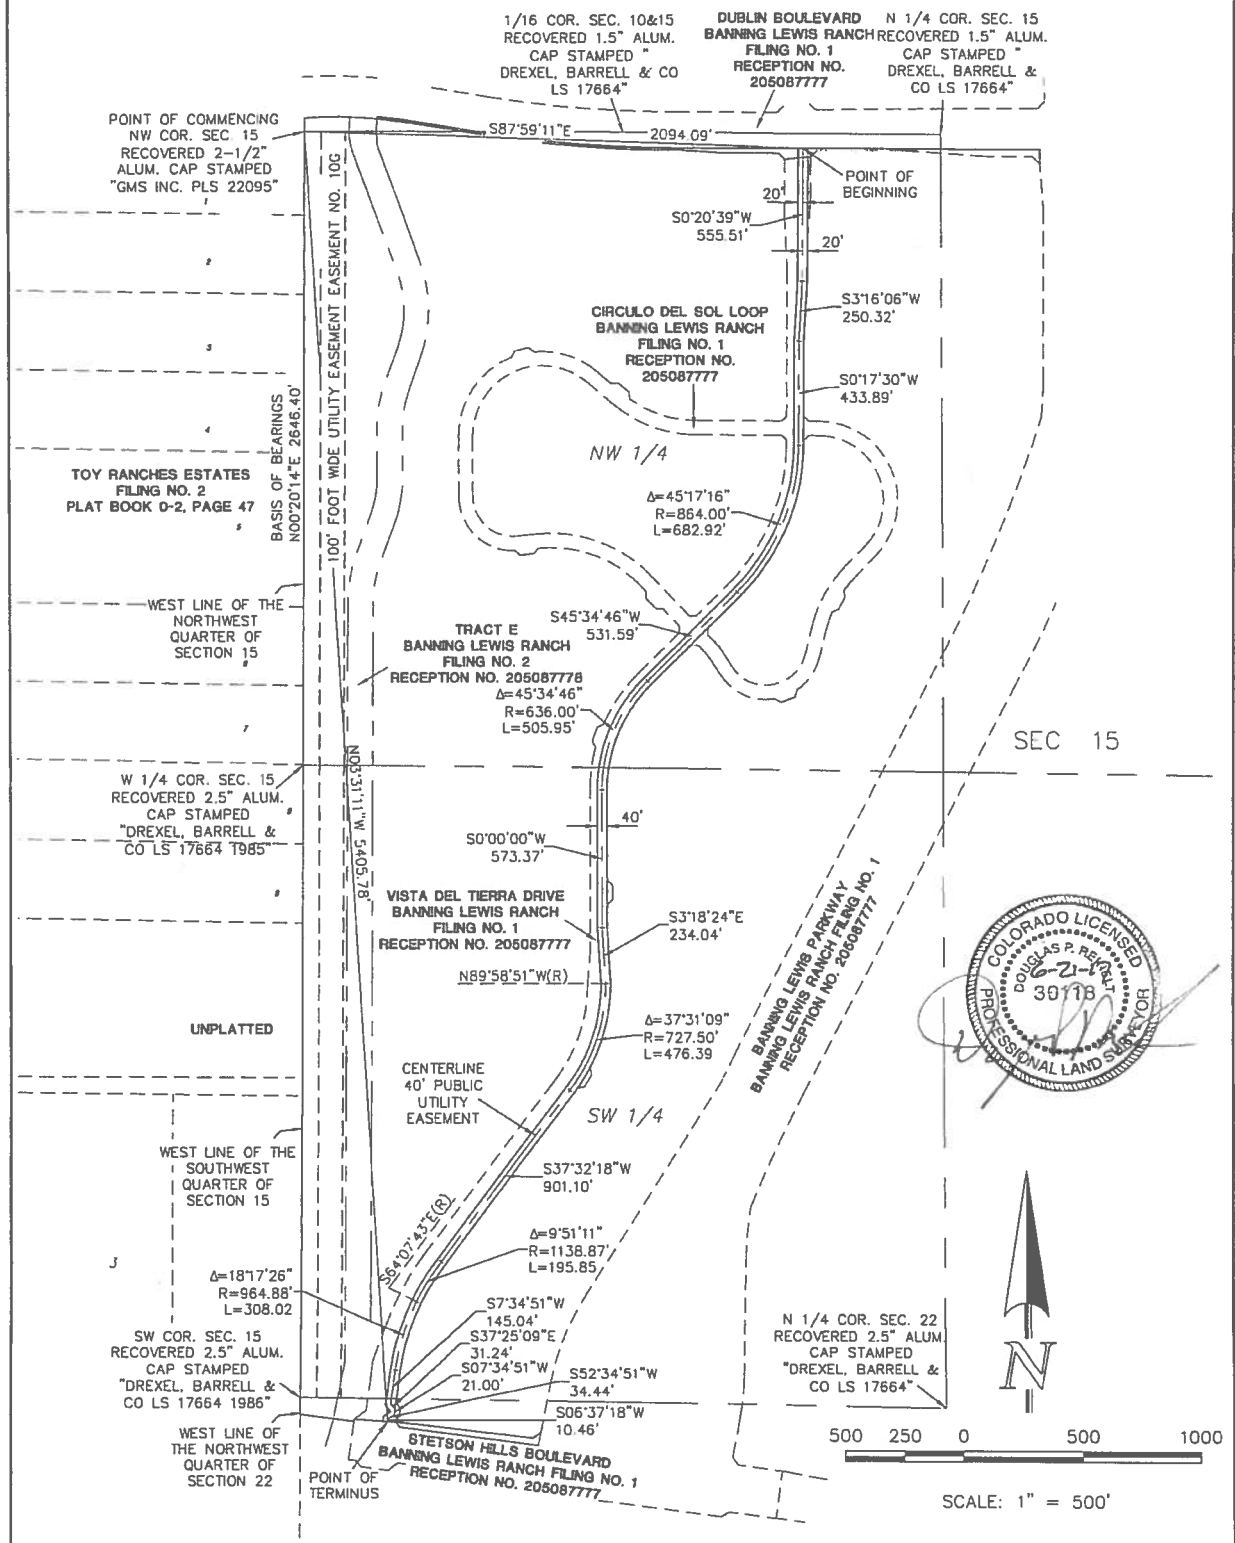 1/16 COR. SEC. 10&15
RECOVERED 1.5" ALUM.
CAP STAMPED "
DREXEL, BARRELL & CO
LS 17664"
DUBLIN BOULEVARD
BANNING LEWIS RANCH
FILING NO. 1
RECEPTION NO.
205087777
N 1/4 COR. SEC. 15
RECOVERED 1.5" ALUM.
CAP STAMPED "
DREXEL, BARRELL &
CO LS 17664"
POINT OF COMMENCING
NW COR. SEC. 15
RECOVERED 2-1/2"
ALUM. CAP STAMPED
"GMS INC. PLS 22095"
S87°59'11"E
2094.09'
POINT OF
BEGINNING
20'
S0°20'39"W
555.51'
20'
1
2
3
4
5
100' FOOT WIDE UTILITY EASEMENT EASEMENT NO. 10G
BASIS OF BEARINGS
N00°20'14"E 2646.40'
S3°16'06"W
250.32'
CIRCULO DEL SOL LOOP
BANNING LEWIS RANCH
FILING NO. 1
RECEPTION NO.
205087777
S0°17'30"W
433.89'
NW 1/4
TOY RANCHES ESTATES
FILING NO. 2
PLAT BOOK O-2, PAGE 47
Δ=45°17'16"
R=864.00'
L=682.92'
WEST LINE OF THE
NORTHWEST
QUARTER OF
SECTION 15
S45°34'46"W
531.59'
TRACT E
BANNING LEWIS RANCH
FILING NO. 2
RECEPTION NO. 205087778
Δ=45°34'46"
R=636.00'
L=505.95'
7
SEC 15
W 1/4 COR. SEC. 15
RECOVERED 2.5" ALUM.
CAP STAMPED
"DREXEL, BARRELL &
CO LS 17664 1985"
N03°31'11"W 5405.78'
40'
S0°00'00"W
573.37'
VISTA DEL TIERRA DRIVE
BANNING LEWIS RANCH
FILING NO. 1
RECEPTION NO. 205087777
S3°18'24"E
234.04'
N89°58'51"W(R)
BANNING LEWIS PARKWAY
BANNING LEWIS RANCH FILING NO. 1
RECEPTION NO. 205087777
COLORADO LICENSED
DOUGLAS P. REINELT
6-21-17
30118
PROFESSIONAL LAND SURVEYOR
UNPLATTED
Δ=37°31'09"
R=727.50'
L=476.39
CENTERLINE
40' PUBLIC
UTILITY
EASEMENT
SW 1/4
WEST LINE OF THE
SOUTHWEST
QUARTER OF
SECTION 15
S37°32'18"W
901.10'
S64°07'43"E(R)
Δ=9°51'11"
R=1138.87'
L=195.85
3
Δ=18°17'26"
R=964.88'
L=308.02
S7°34'51"W
145.04'
S37°25'09"E
31.24'
S07°34'51"W
21.00'
S52°34'51"W
34.44'
S06°37'18"W
10.46'
SW COR. SEC. 15
RECOVERED 2.5" ALUM.
CAP STAMPED
"DREXEL, BARRELL &
CO LS 17664 1986"
N 1/4 COR. SEC. 22
RECOVERED 2.5" ALUM
CAP STAMPED
"DREXEL, BARRELL &
CO LS 17664"
N
WEST LINE OF
THE NORTHWEST
QUARTER OF
SECTION 22
POINT OF
TERMINUS
STETSON HILLS BOULEVARD
BANNING LEWIS RANCH FILING NO. 1
RECEPTION NO. 205087777
500 250 0 500 1000
SCALE: 1" = 500'